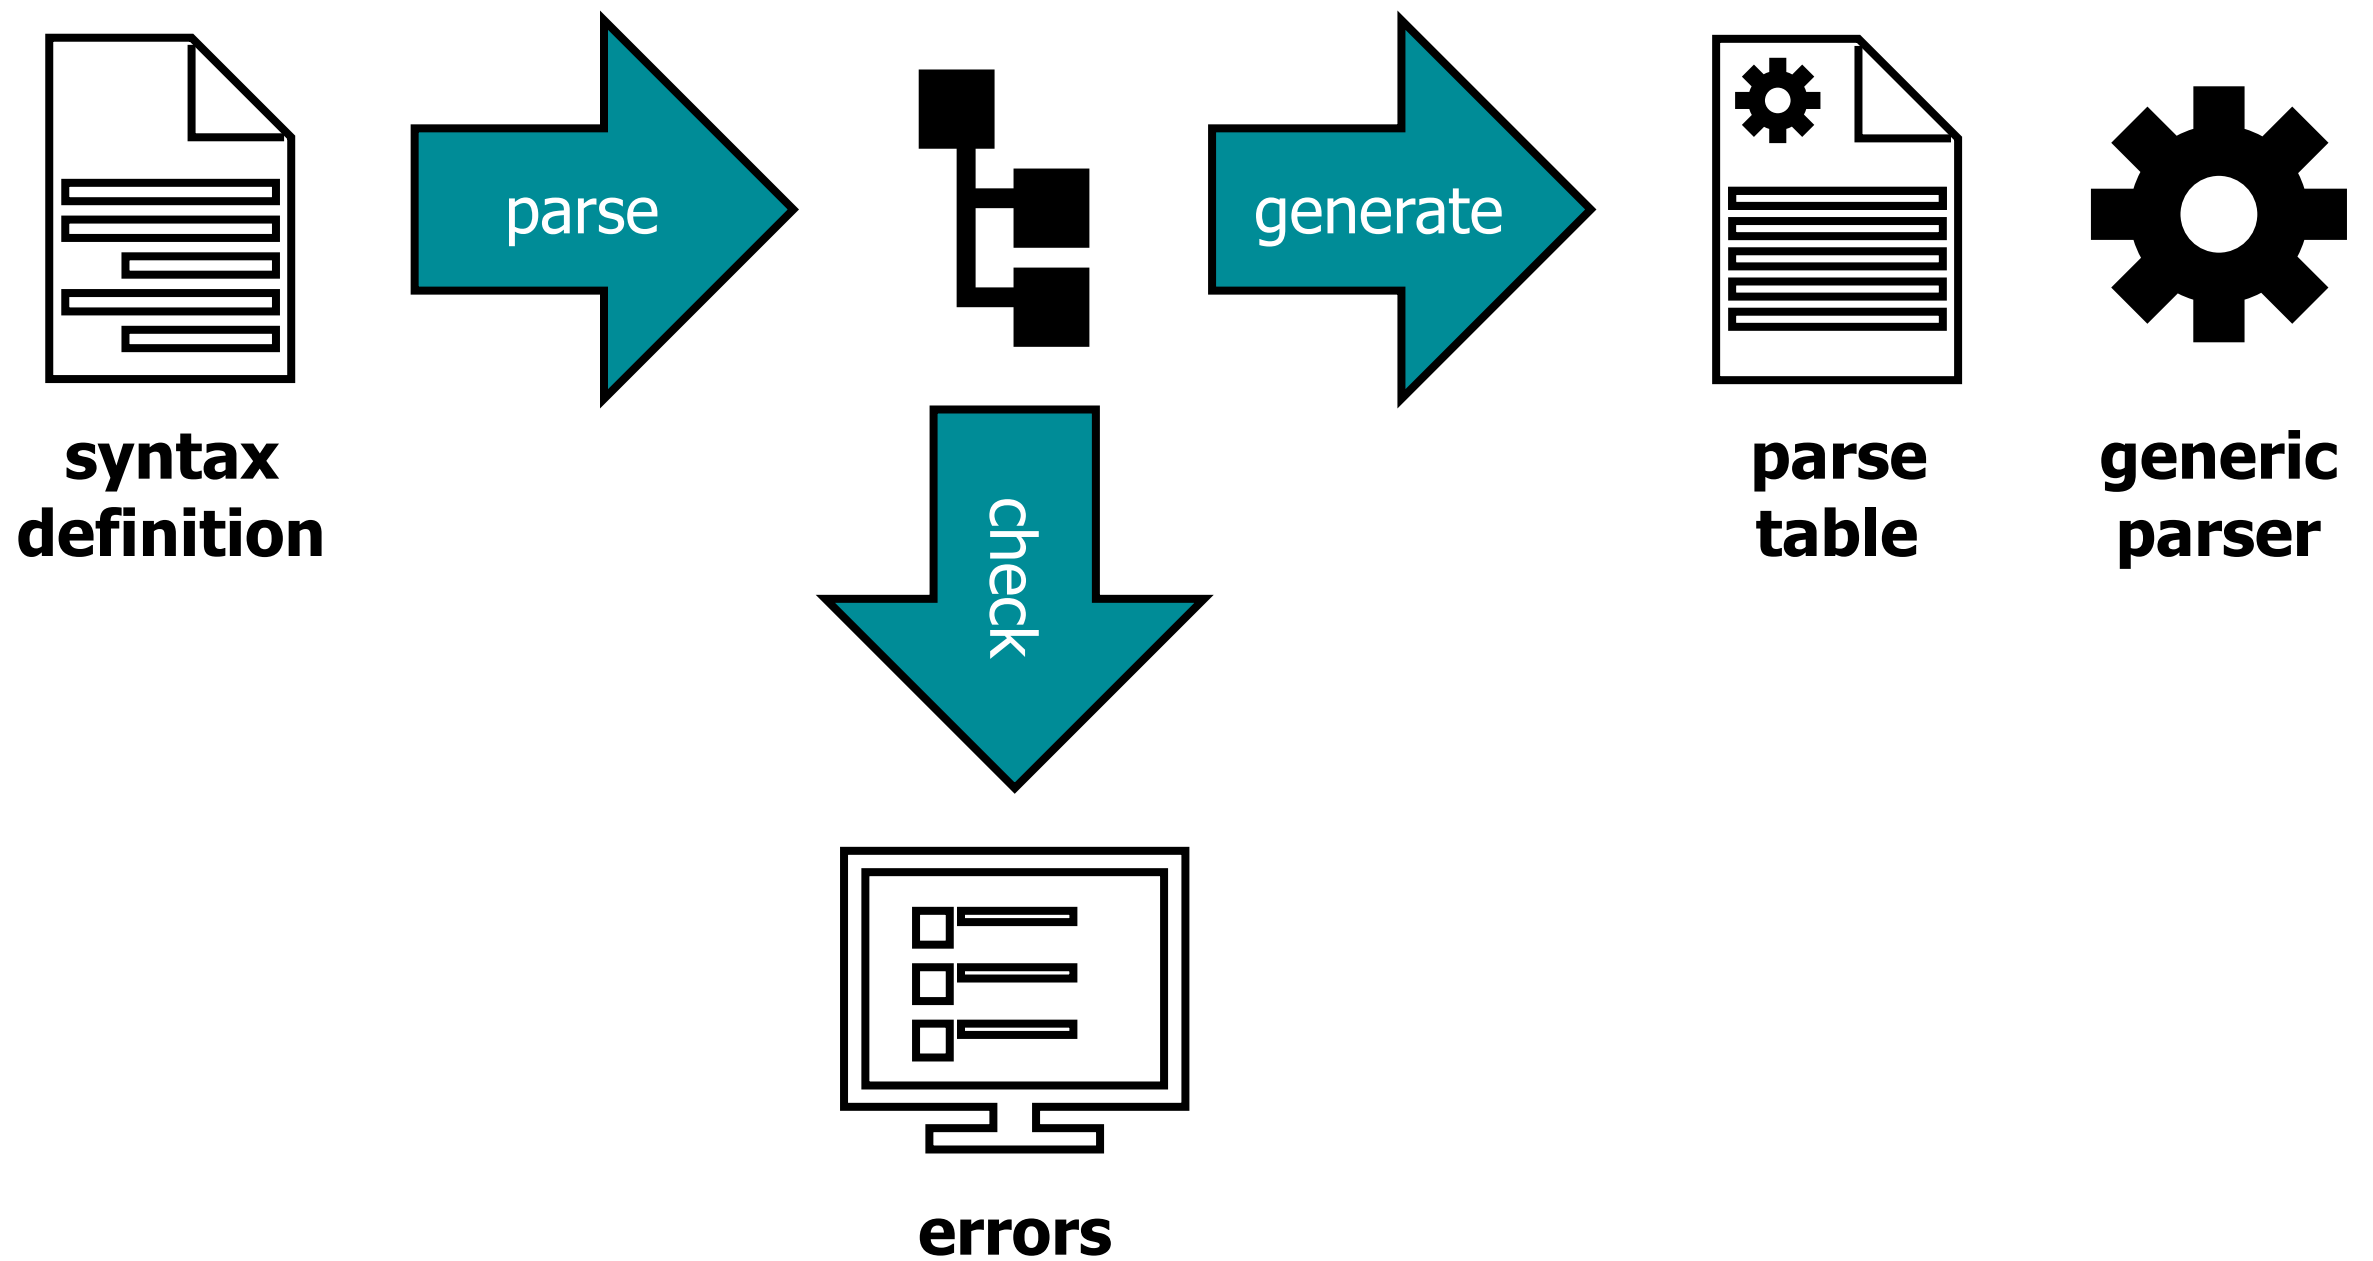 parse
generate
syntax
definition
parse
table
generic
parser
check
errors